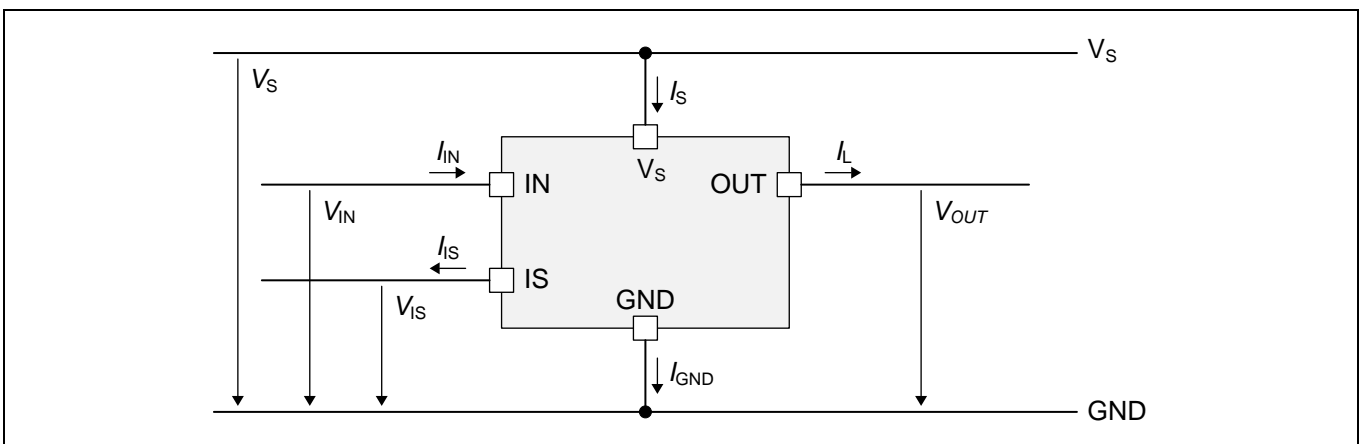 V_S
V_S
I_S
I_IN
V_S
I_L
IN
OUT
V_IN
V_OUT
I_IS
IS
GND
V_IS
I_GND
GND